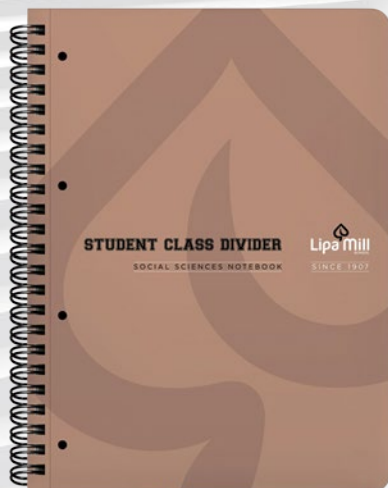 STUDENT CLASS DIVIDER
SOCIAL SCIENCES NOTEBOOK
Lipa Mill
SINCE 1907